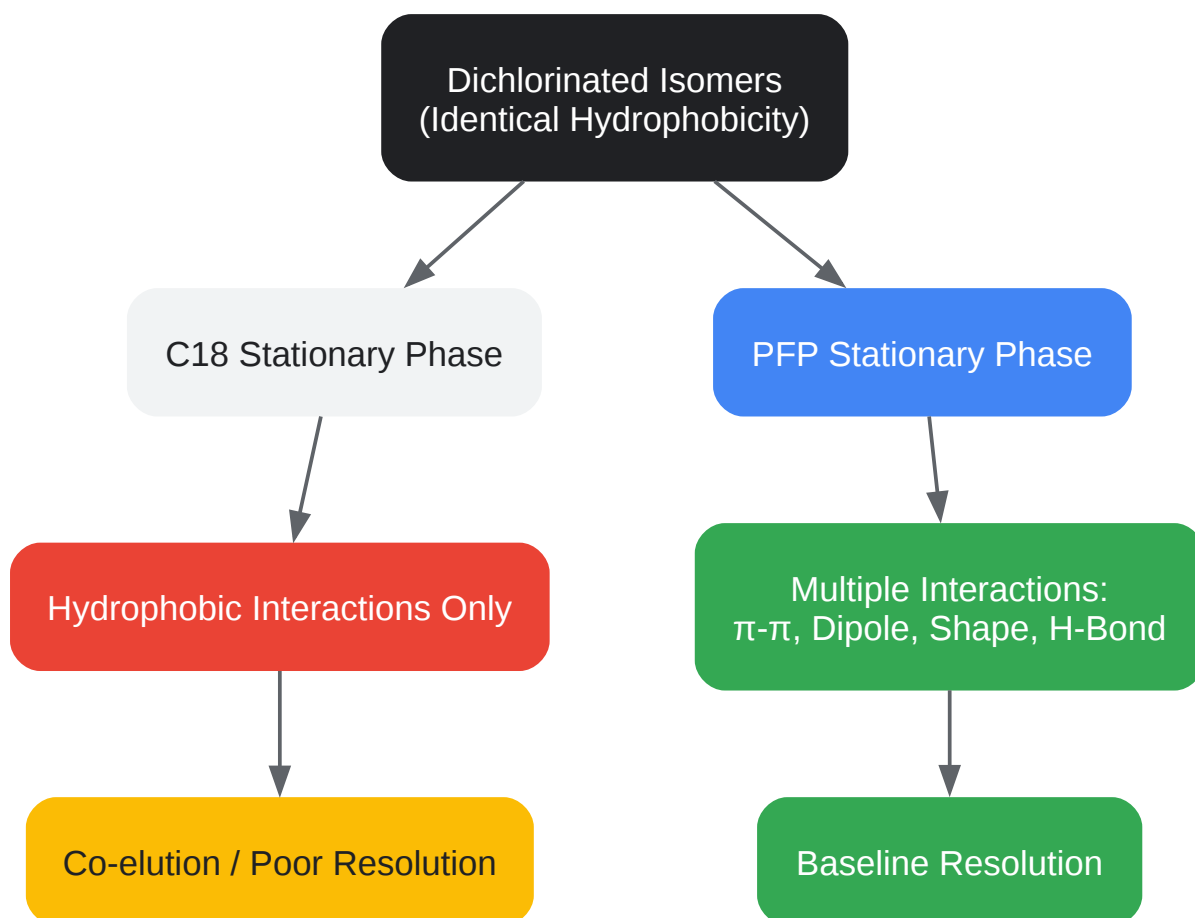 Dichlorinated Isomers
(Identical Hydrophobicity)
C18 Stationary Phase
PFP Stationary Phase
Hydrophobic Interactions Only
Multiple Interactions:
π-π, Dipole, Shape, H-Bond
Co-elution / Poor Resolution
Baseline Resolution